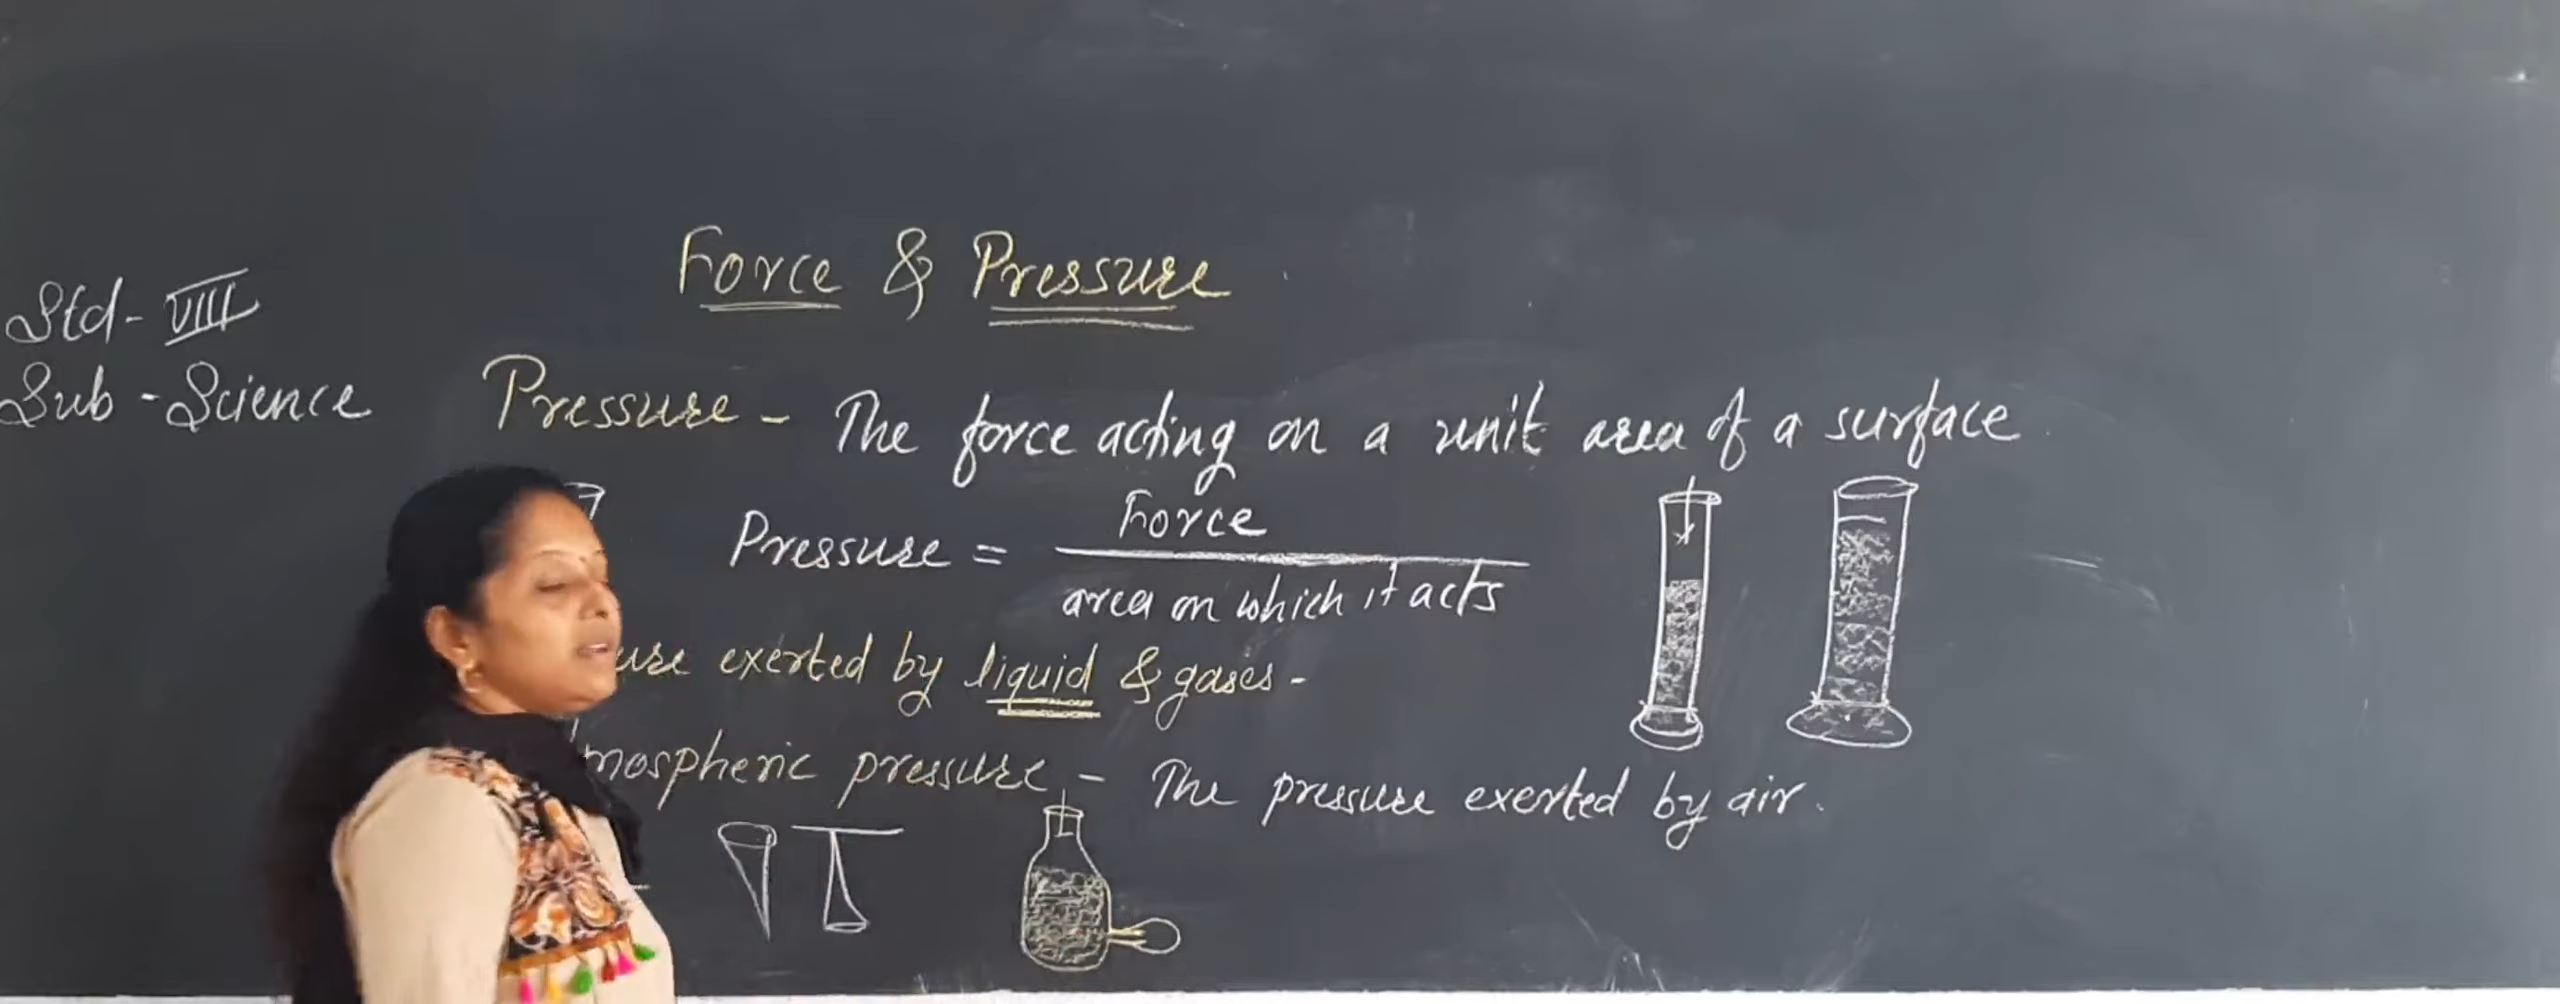 Force & Pressure
Std - VIII
Sub - Science
Pressure - The force acting on a unit area of a surface
Pressure = Force
area on which it acts
exerted by liquid & gases -
pressure - The pressure exerted by air.